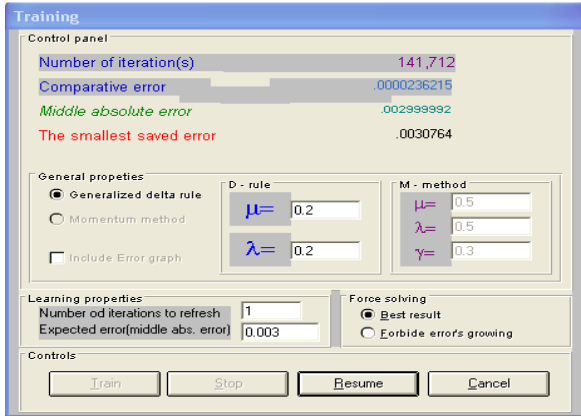 Training
Control panel
Number of iteration(s) 141,712
Comparative error .0000236215
Middle absolute error .002999992
The smallest saved error .0030764
General propeties
Generalized delta rule
Momentum method
Include Error graph
D - rule
μ= 0.2
λ= 0.2
M - method
μ= 0.5
λ= 0.5
γ= 0.3
Learning properties
Number od iterations to refresh 1
Expected error(middle abs. error) 0.003
Force solving
Best result
Forbide error's growing
Controls
Train Stop Resume Cancel